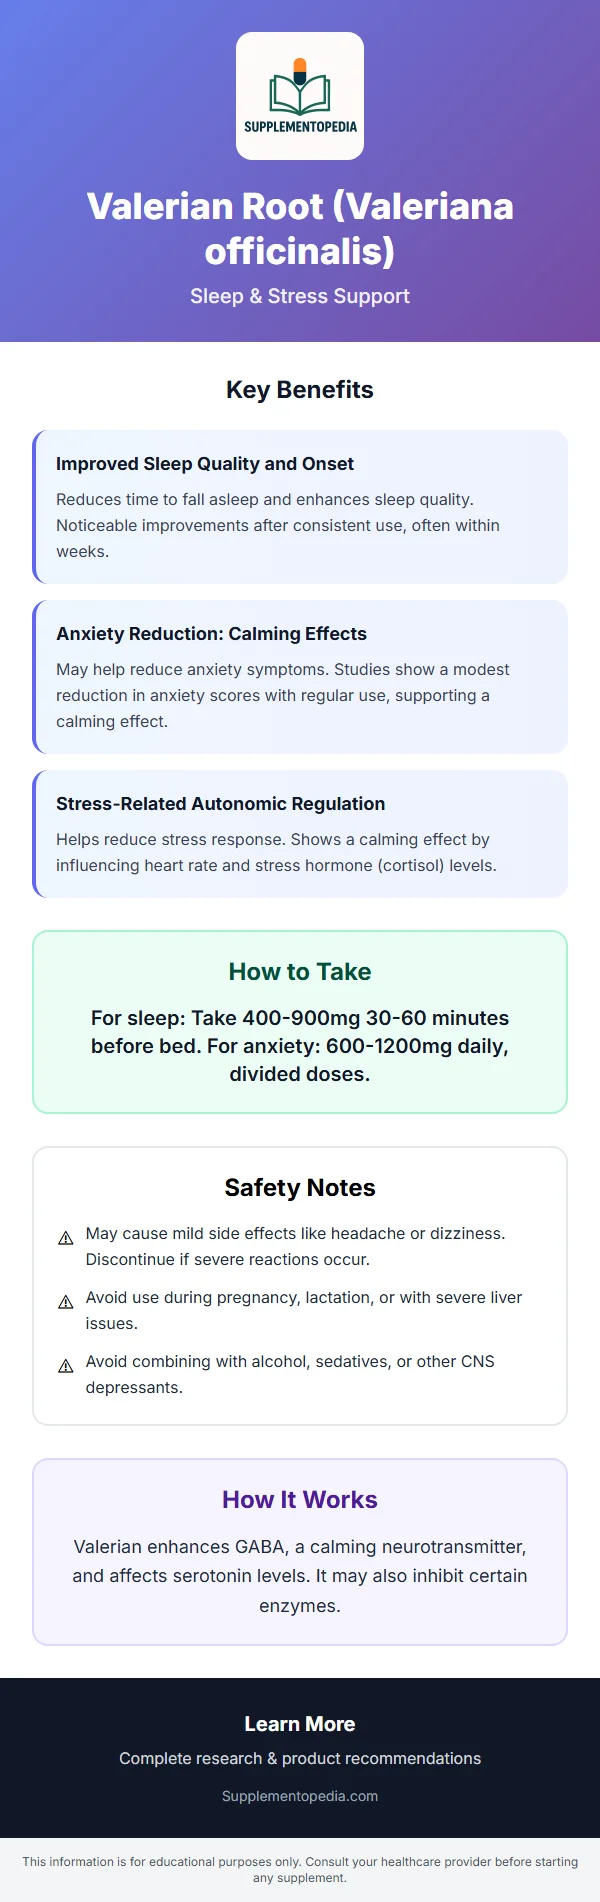 SUPPLEMENTOPEDIA
Valerian Root (Valeriana
officinalis)
Sleep & Stress Support
Key Benefits
Improved Sleep Quality and Onset
Reduces time to fall asleep and enhances sleep quality.
Noticeable improvements after consistent use, often within
weeks.
Anxiety Reduction: Calming Effects
May help reduce anxiety symptoms. Studies show a modest
reduction in anxiety scores with regular use, supporting a
calming effect.
Stress-Related Autonomic Regulation
Helps reduce stress response. Shows a calming effect by
influencing heart rate and stress hormone (cortisol) levels.
How to Take
For sleep: Take 400-900mg 30-60 minutes
before bed. For anxiety: 600-1200mg daily,
divided doses.
Safety Notes
May cause mild side effects like headache or dizziness.
Discontinue if severe reactions occur.
Avoid use during pregnancy, lactation, or with severe liver
issues.
Avoid combining with alcohol, sedatives, or other CNS
depressants.
How It Works
Valerian enhances GABA, a calming neurotransmitter,
and affects serotonin levels. It may also inhibit certain
enzymes.
Learn More
Complete research & product recommendations
Supplementopedia.com
This information is for educational purposes only. Consult your healthcare provider before starting
any supplement.